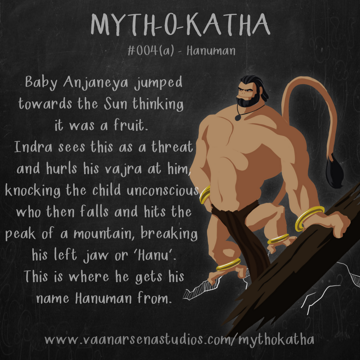 MYTH-O-KATHA
#004(a) - Hanuman
Baby Anjaneya jumped
towards the Sun thinking
it was a fruit.
Indra sees this as a threat
and hurls his vajra at him,
knocking the child unconscious
who then falls and hits the
peak of a mountain, breaking
his left jaw or 'Hanu'.
This is where he gets his
name Hanuman from.
www.vaanarsenastudios.com/mythokatha